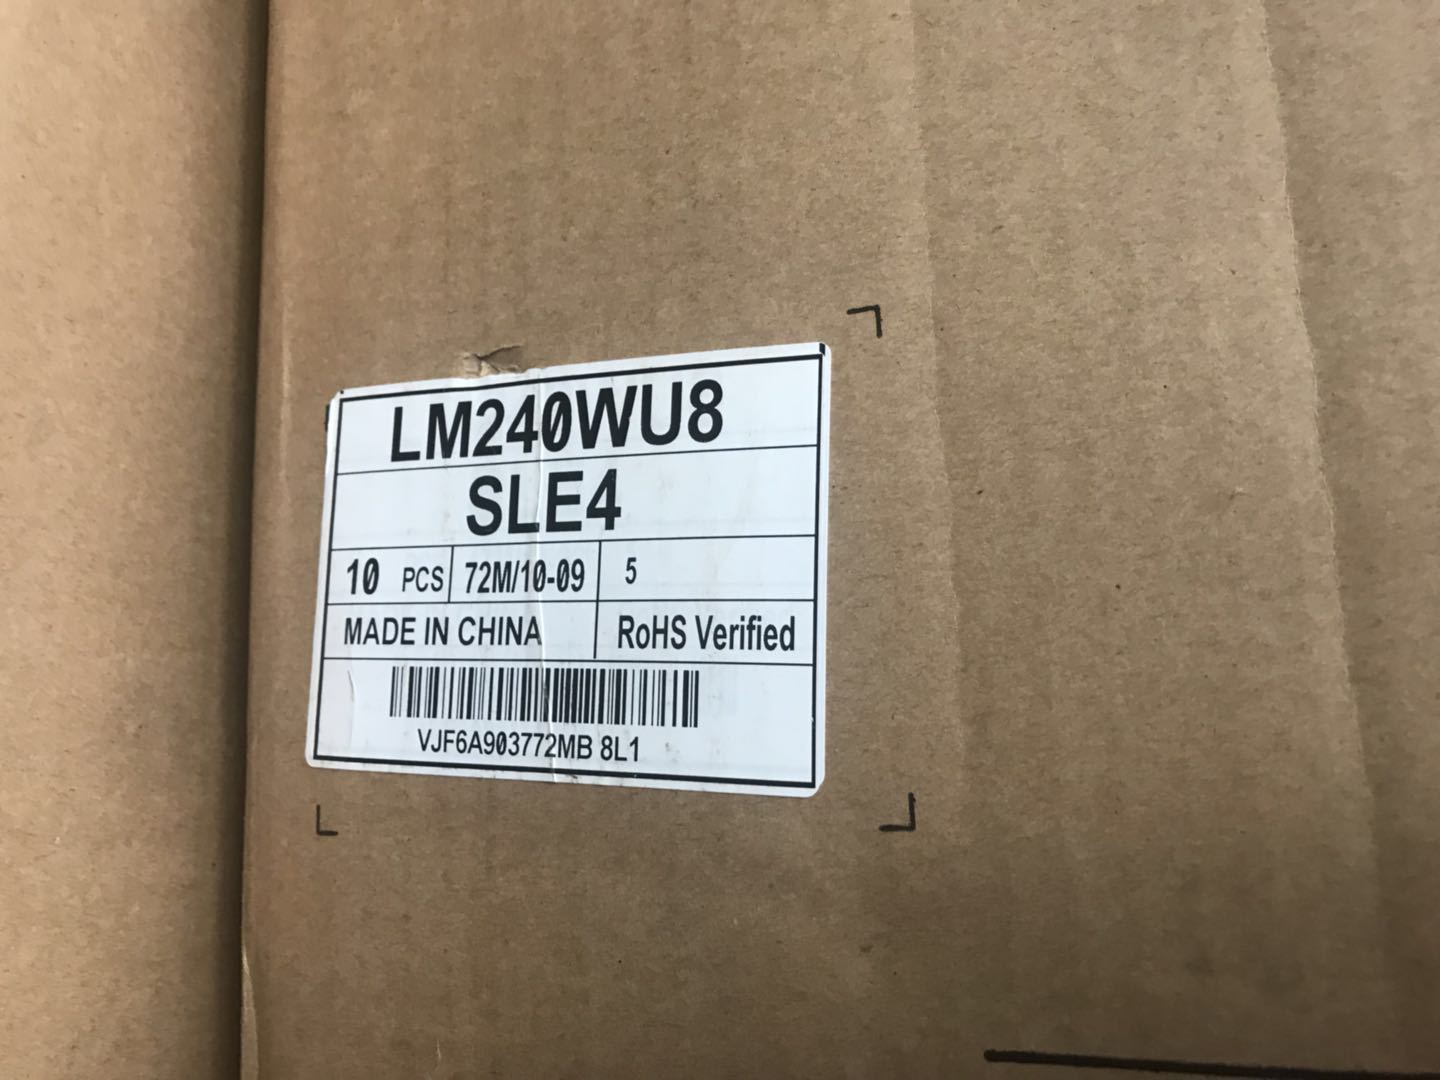 LM240WU8
SLE4
10 PCS 72M/10-09 5
MADE IN CHINA RoHS Verified
VJF6A903772MB 8L1